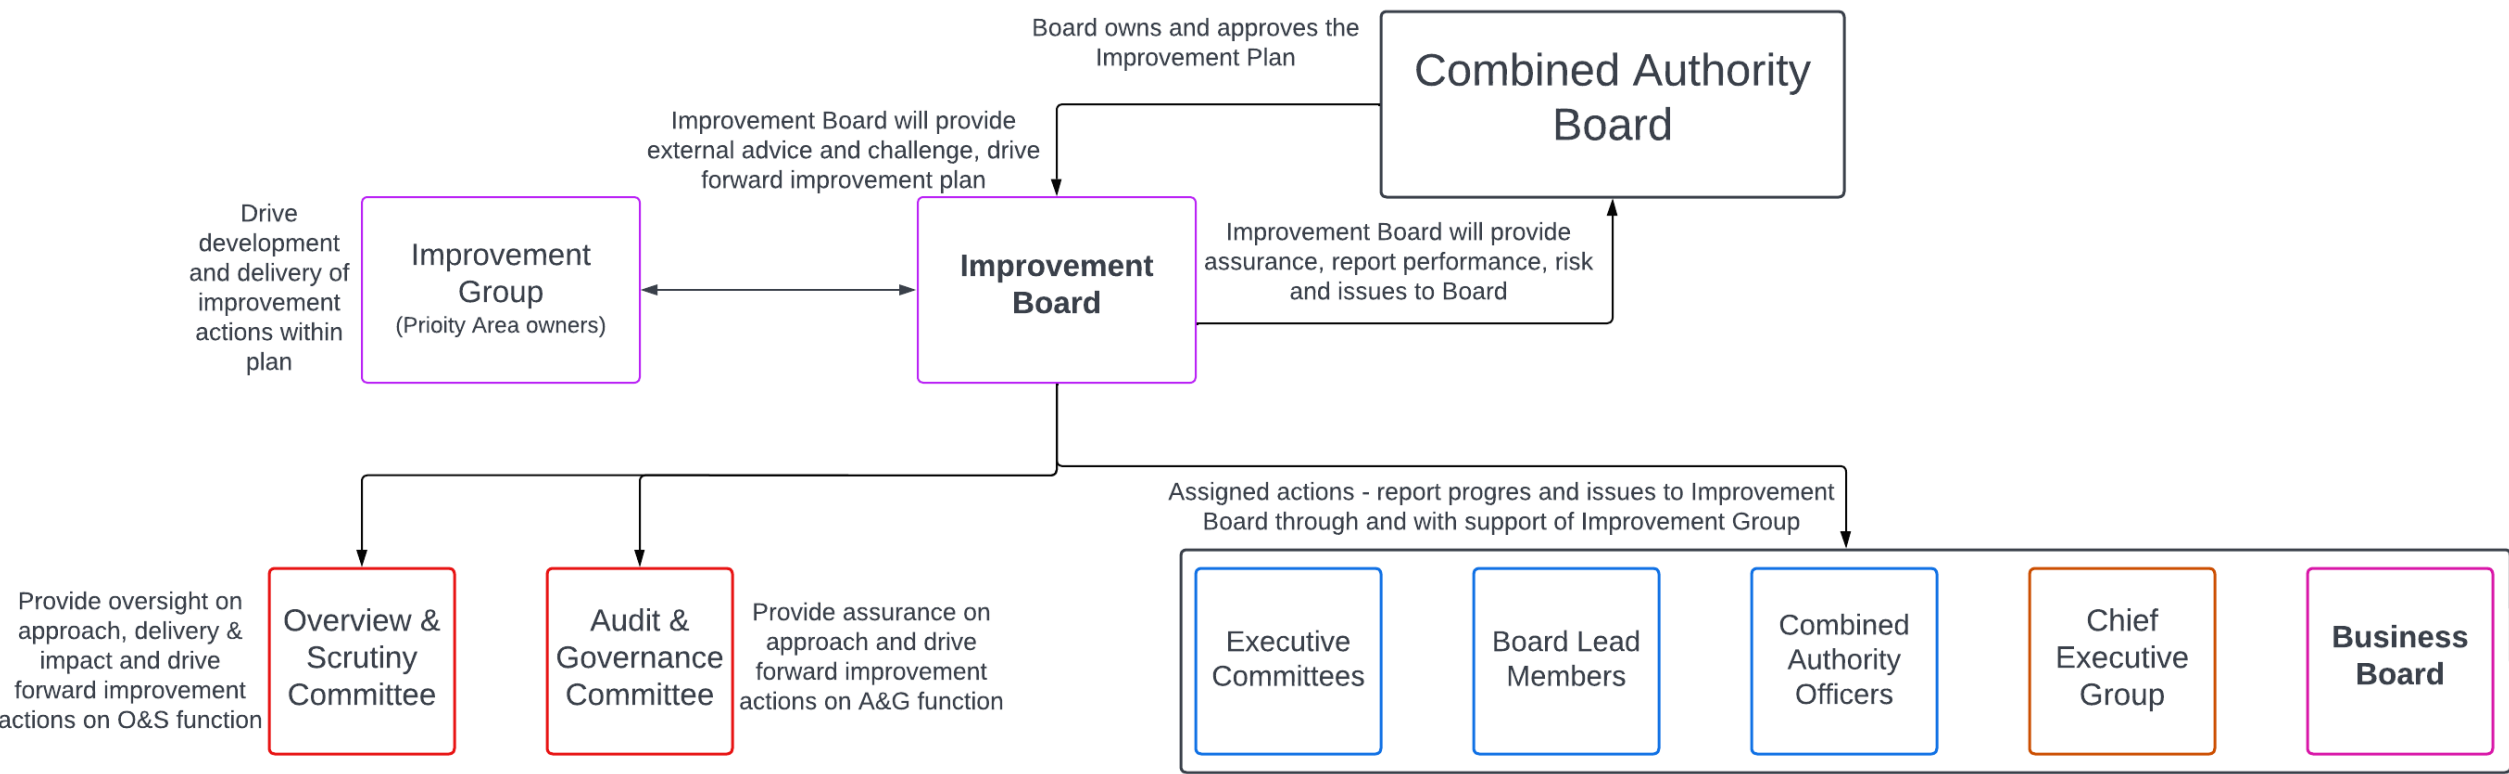 Board owns and approves the
Improvement Plan
Combined Authority
Board
Improvement Board will provide
external advice and challenge, drive
forward improvement plan
Drive
development
and delivery of
improvement
actions within
plan
Improvement
Group
(Prioity Area owners)
Improvement
Board
Improvement Board will provide
assurance, report performance, risk
and issues to Board
Assigned actions - report progres and issues to Improvement
Board through and with support of Improvement Group
Provide oversight on
approach, delivery &
impact and drive
forward improvement
actions on O&S function
Overview &
Scrutiny
Committee
Audit &
Governance
Committee
Provide assurance on
approach and drive
forward improvement
actions on A&G function
Executive
Committees
Board Lead
Members
Combined
Authority
Officers
Chief
Executive
Group
Business
Board